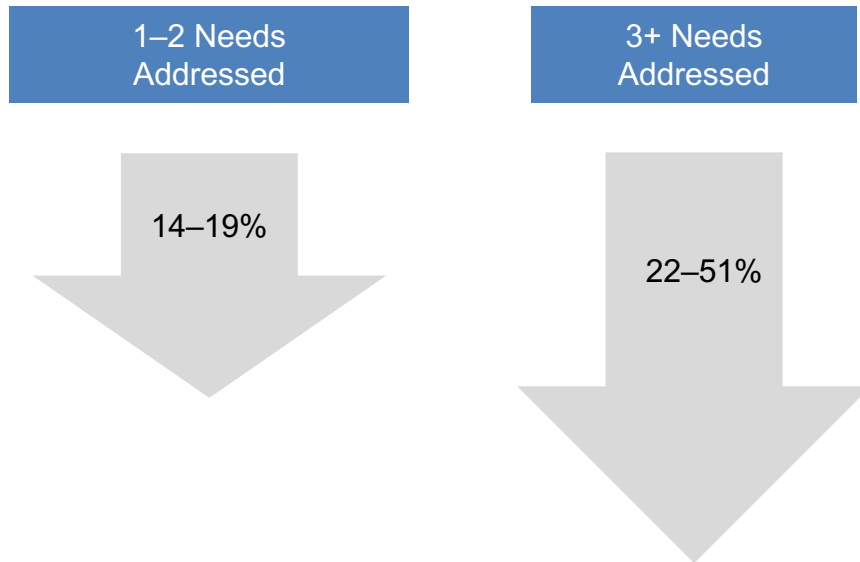 1–2 Needs
Addressed
3+ Needs
Addressed
14–19%
22–51%